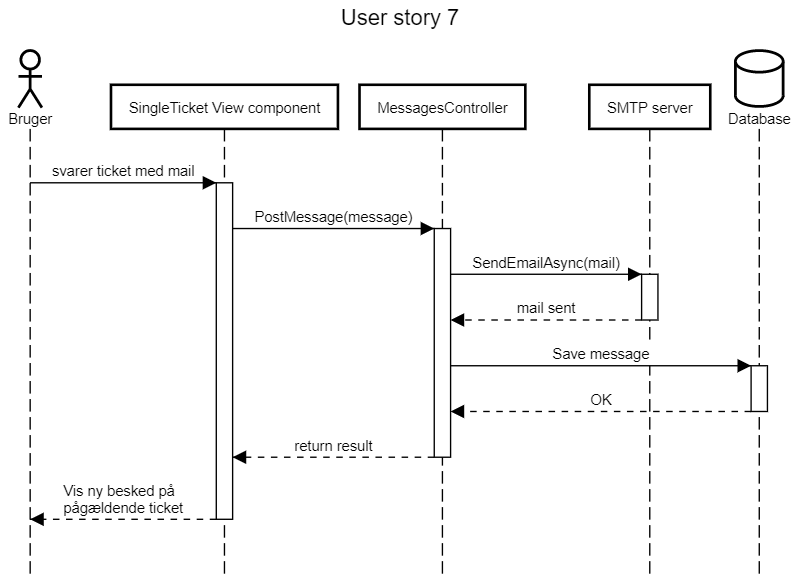 User story 7
Bruger
SingleTicket View component
MessagesController
SMTP server
Database
svarer ticket med mail
PostMessage(message)
SendEmailAsync(mail)
mail sent
Save message
OK
return result
Vis ny besked på
pågældende ticket